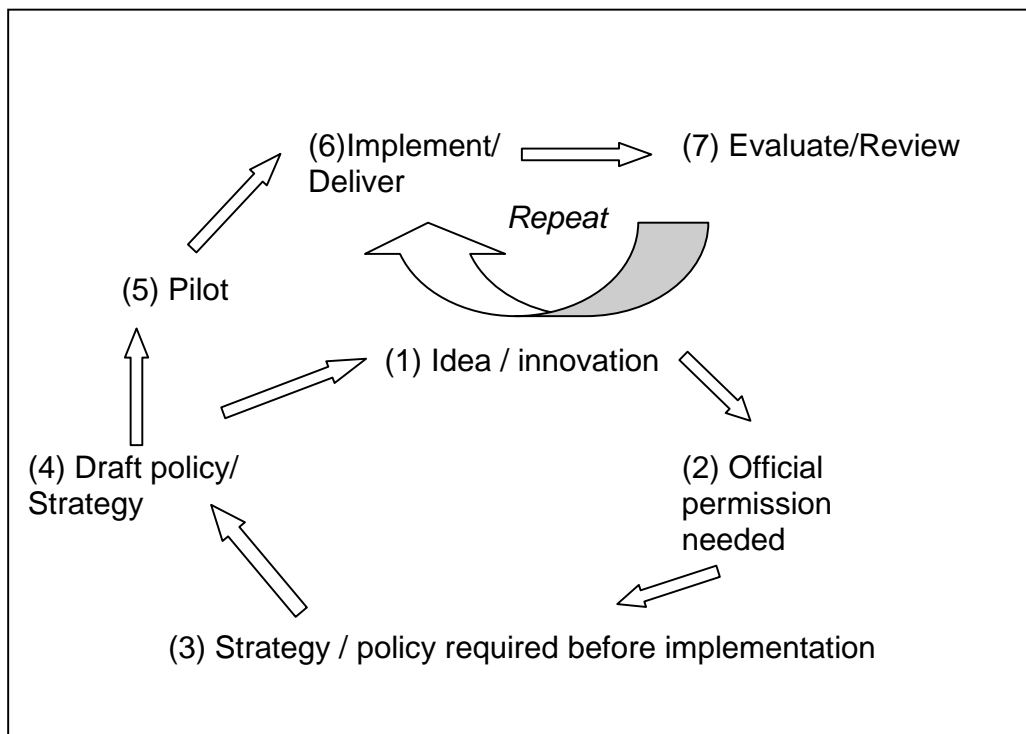 (6)Implement/
Deliver
(7) Evaluate/Review
Repeat
(5) Pilot
(1) Idea / innovation
(4) Draft policy/
Strategy
(2) Official
permission
needed
(3) Strategy / policy required before implementation